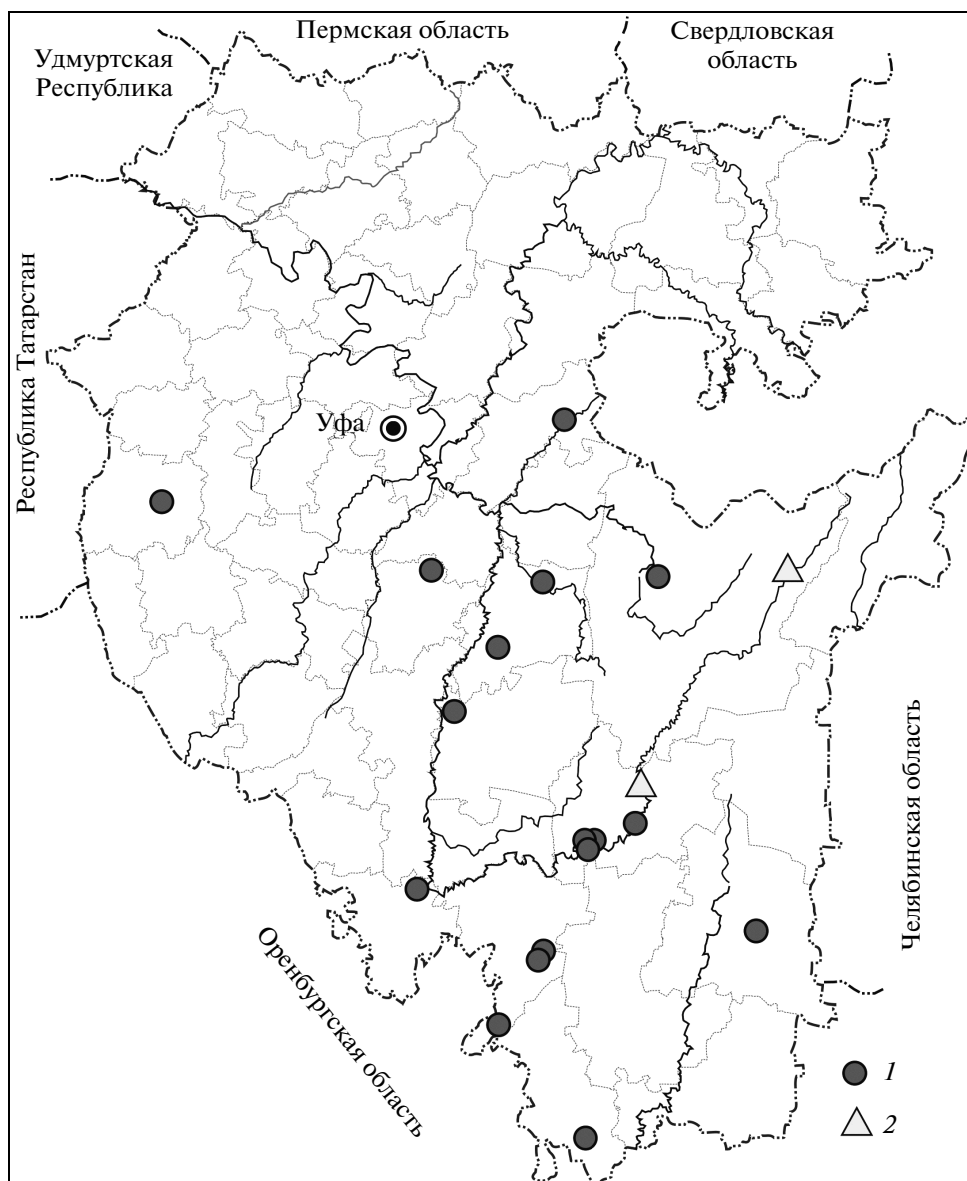 Пермская область
Свердловская
область
Удмуртская
Республика
Республика Татарстан
Уфа
Челябинская область
Оренбургская область
1
2